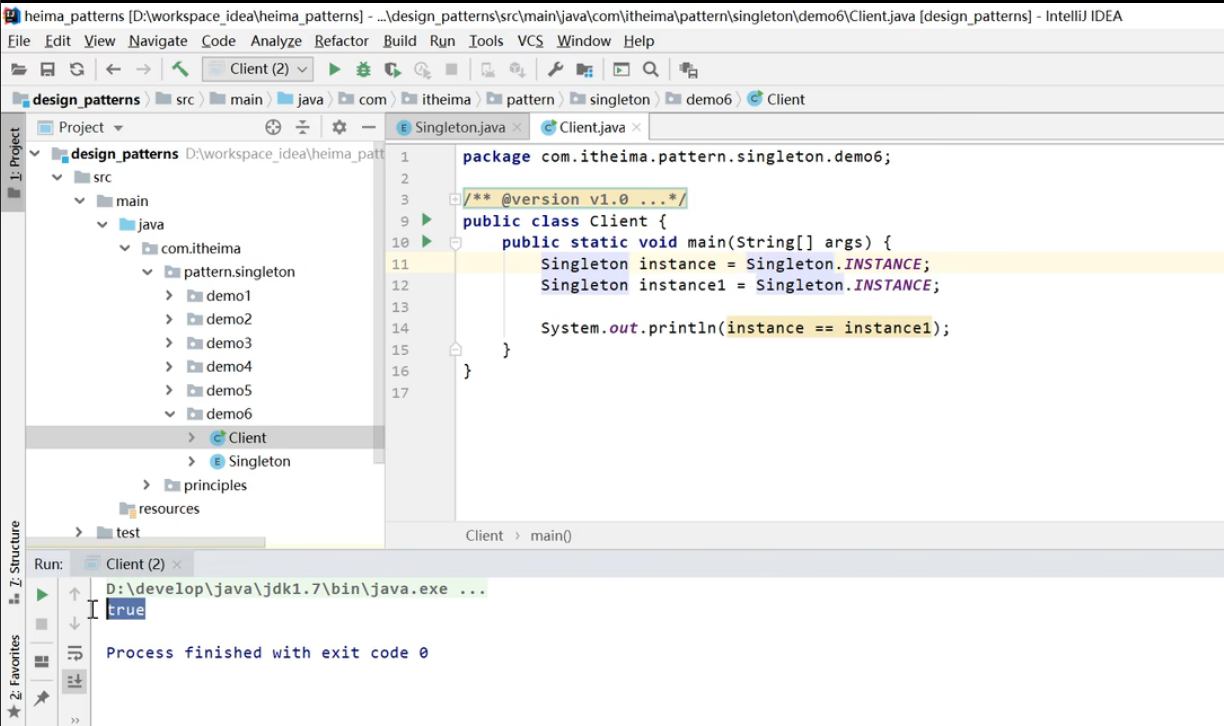 heima_patterns [D:\workspace_idea\heima_patterns] - ...\design_patterns\src\main\java\com\itheima\pattern\singleton\demo6\Client.java [design_patterns] - IntelliJ IDEA
File Edit View Navigate Code Analyze Refactor Build Run Tools VCS Window Help
Client (2)
design_patterns src main java com itheima pattern singleton demo6 Client
1: Project
Project
Singleton.java
Client.java
design_patterns D:\workspace_idea\heima_patt
src
main
java
com.itheima
pattern.singleton
demo1
demo2
demo3
demo4
demo5
demo6
Client
Singleton
principles
resources
test
1 package com.itheima.pattern.singleton.demo6;
2
3 /** @version v1.0 ...*/
9 public class Client {
10 public static void main(String[] args) {
11 Singleton instance = Singleton.INSTANCE;
12 Singleton instance1 = Singleton.INSTANCE;
13
14 System.out.println(instance == instance1);
15 }
16 }
17
Client main()
7: Structure
2: Favorites
Run: Client (2)
D:\develop\java\jdk1.7\bin\java.exe ...
true
Process finished with exit code 0